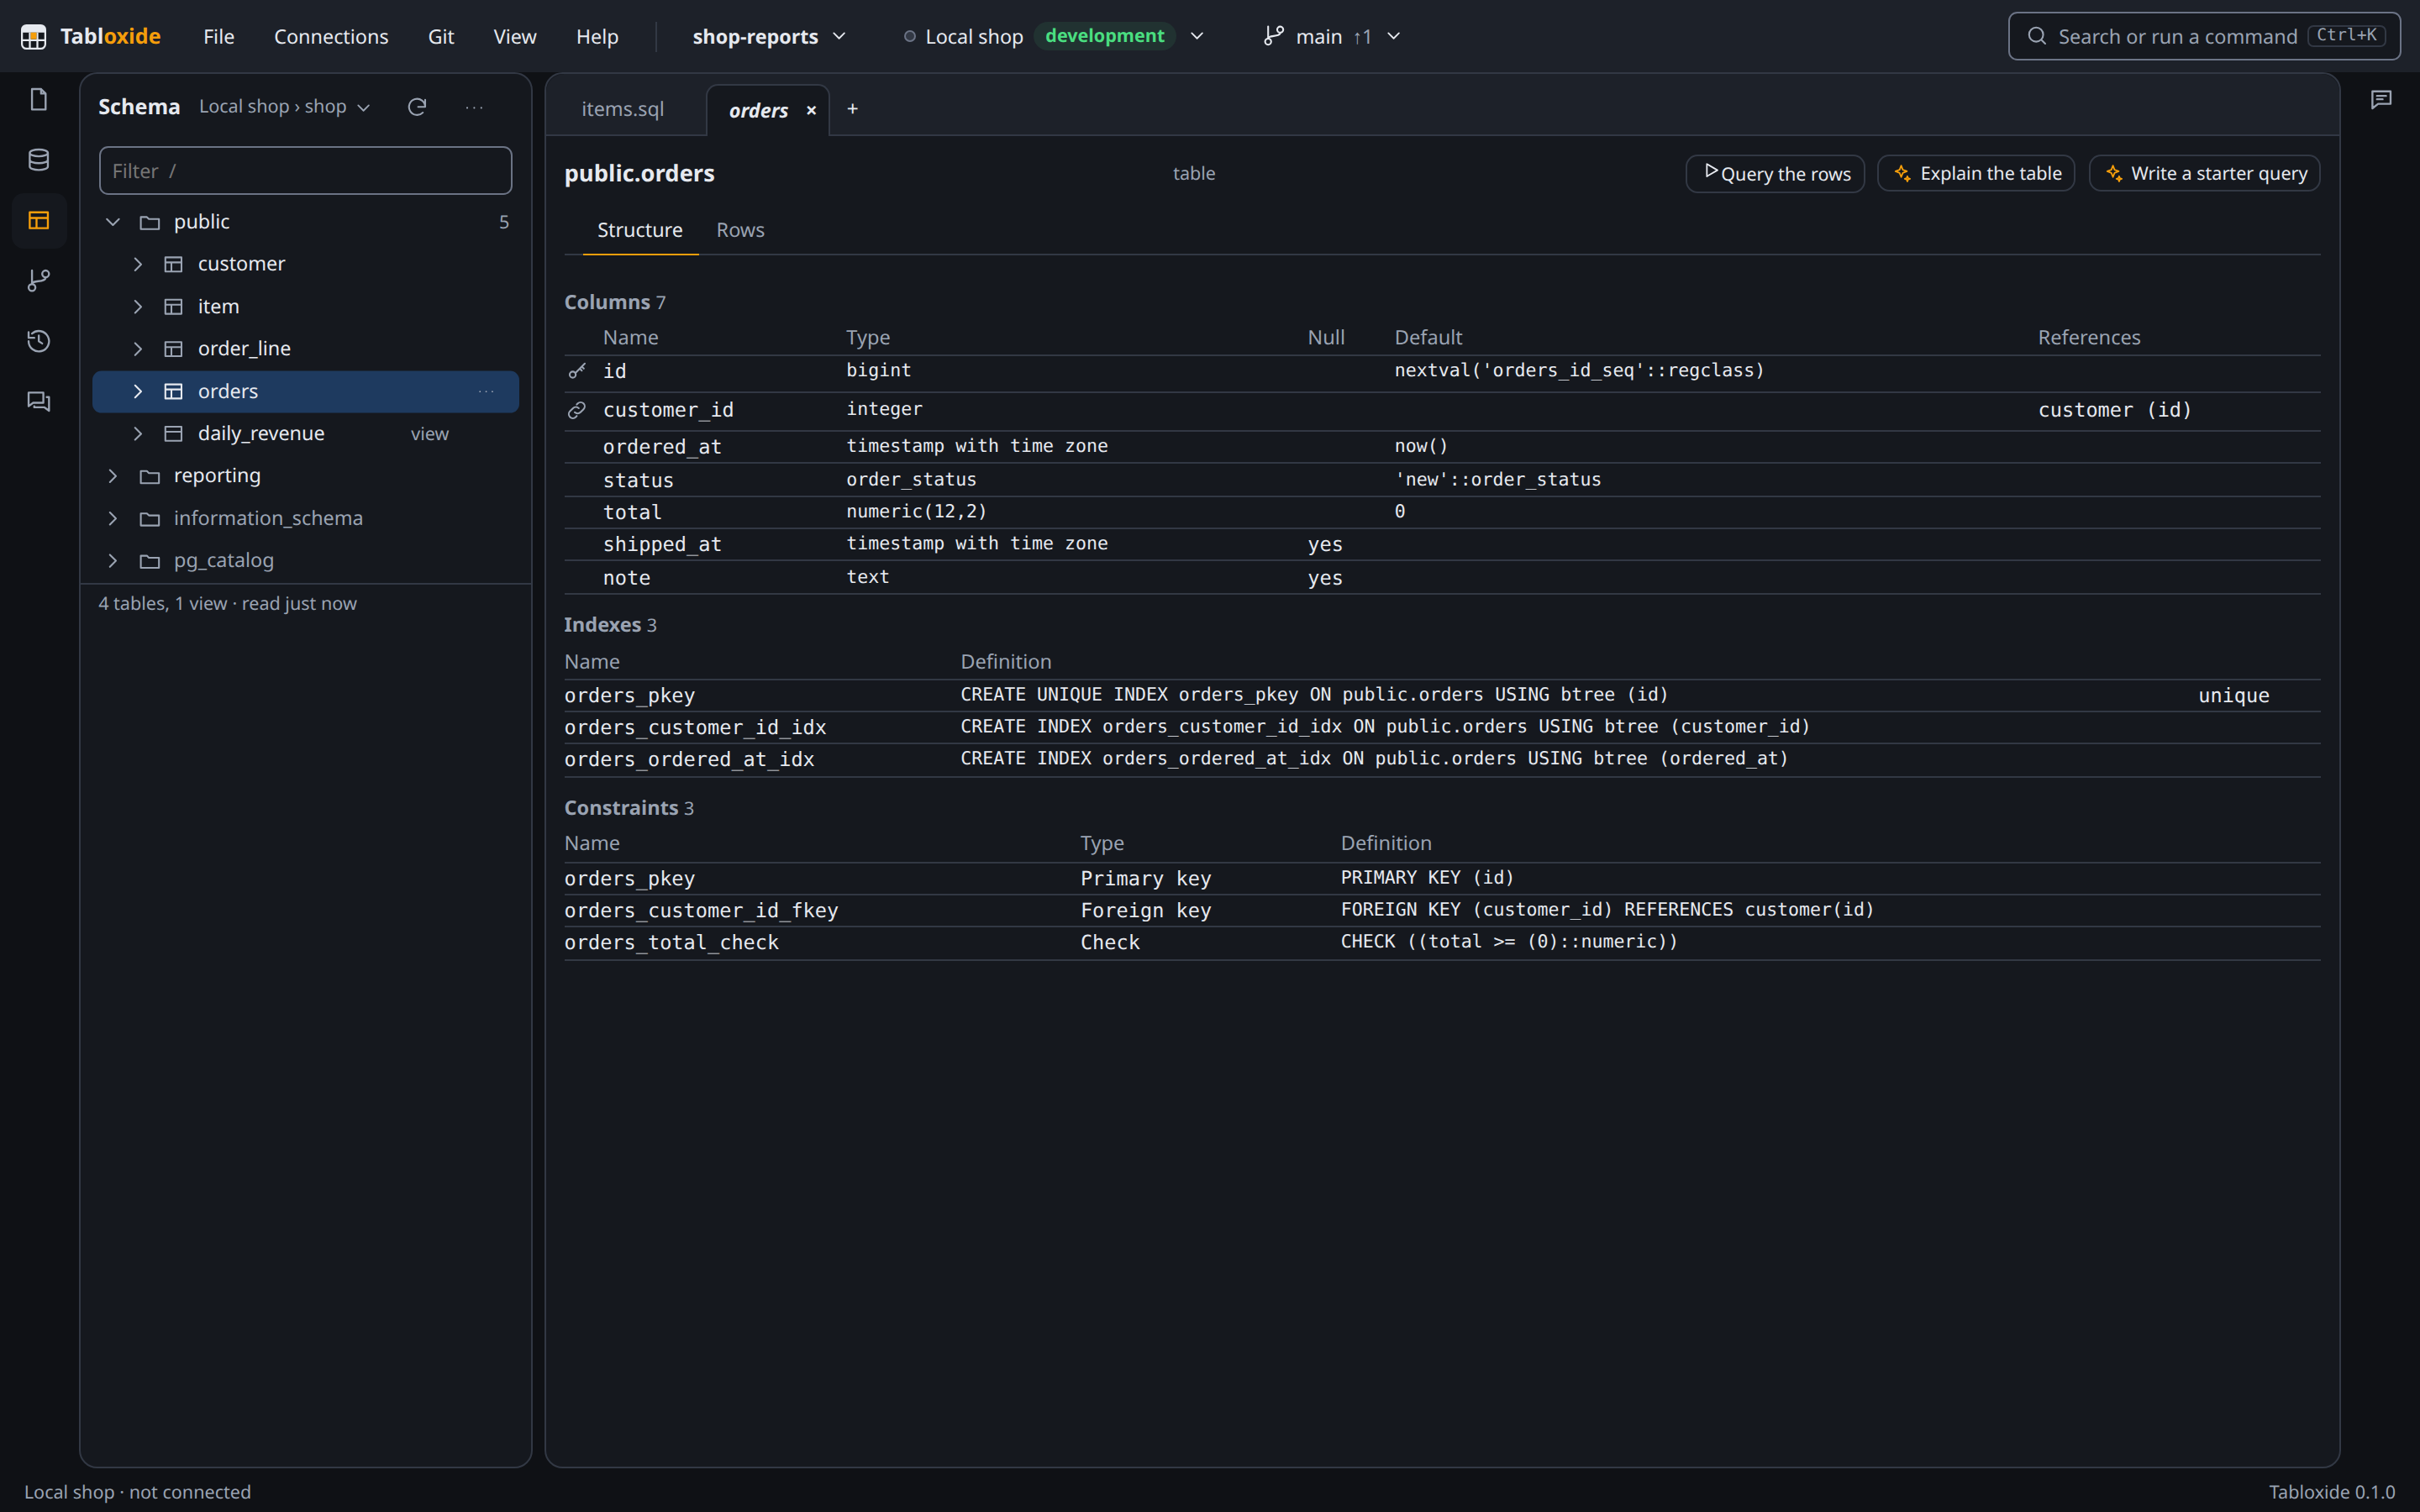 Tabloxide File Connections Git View Help shop-reports Local shop development main ↑1 Search or run a command Ctrl+K
Schema Local shop › shop ···
Filter /
public 5
customer
item
order_line
orders ···
daily_revenue view
reporting
information_schema
pg_catalog
4 tables, 1 view · read just now
items.sql orders × +
public.orders table Query the rows Explain the table Write a starter query
Structure Rows
Columns 7
Name Type Null Default References
id bigint nextval('orders_id_seq'::regclass)
customer_id integer customer (id)
ordered_at timestamp with time zone now()
status order_status 'new'::order_status
total numeric(12,2) 0
shipped_at timestamp with time zone yes
note text yes
Indexes 3
Name Definition
orders_pkey CREATE UNIQUE INDEX orders_pkey ON public.orders USING btree (id) unique
orders_customer_id_idx CREATE INDEX orders_customer_id_idx ON public.orders USING btree (customer_id)
orders_ordered_at_idx CREATE INDEX orders_ordered_at_idx ON public.orders USING btree (ordered_at)
Constraints 3
Name Type Definition
orders_pkey Primary key PRIMARY KEY (id)
orders_customer_id_fkey Foreign key FOREIGN KEY (customer_id) REFERENCES customer(id)
orders_total_check Check CHECK ((total >= (0)::numeric))
Local shop · not connected Tabloxide 0.1.0